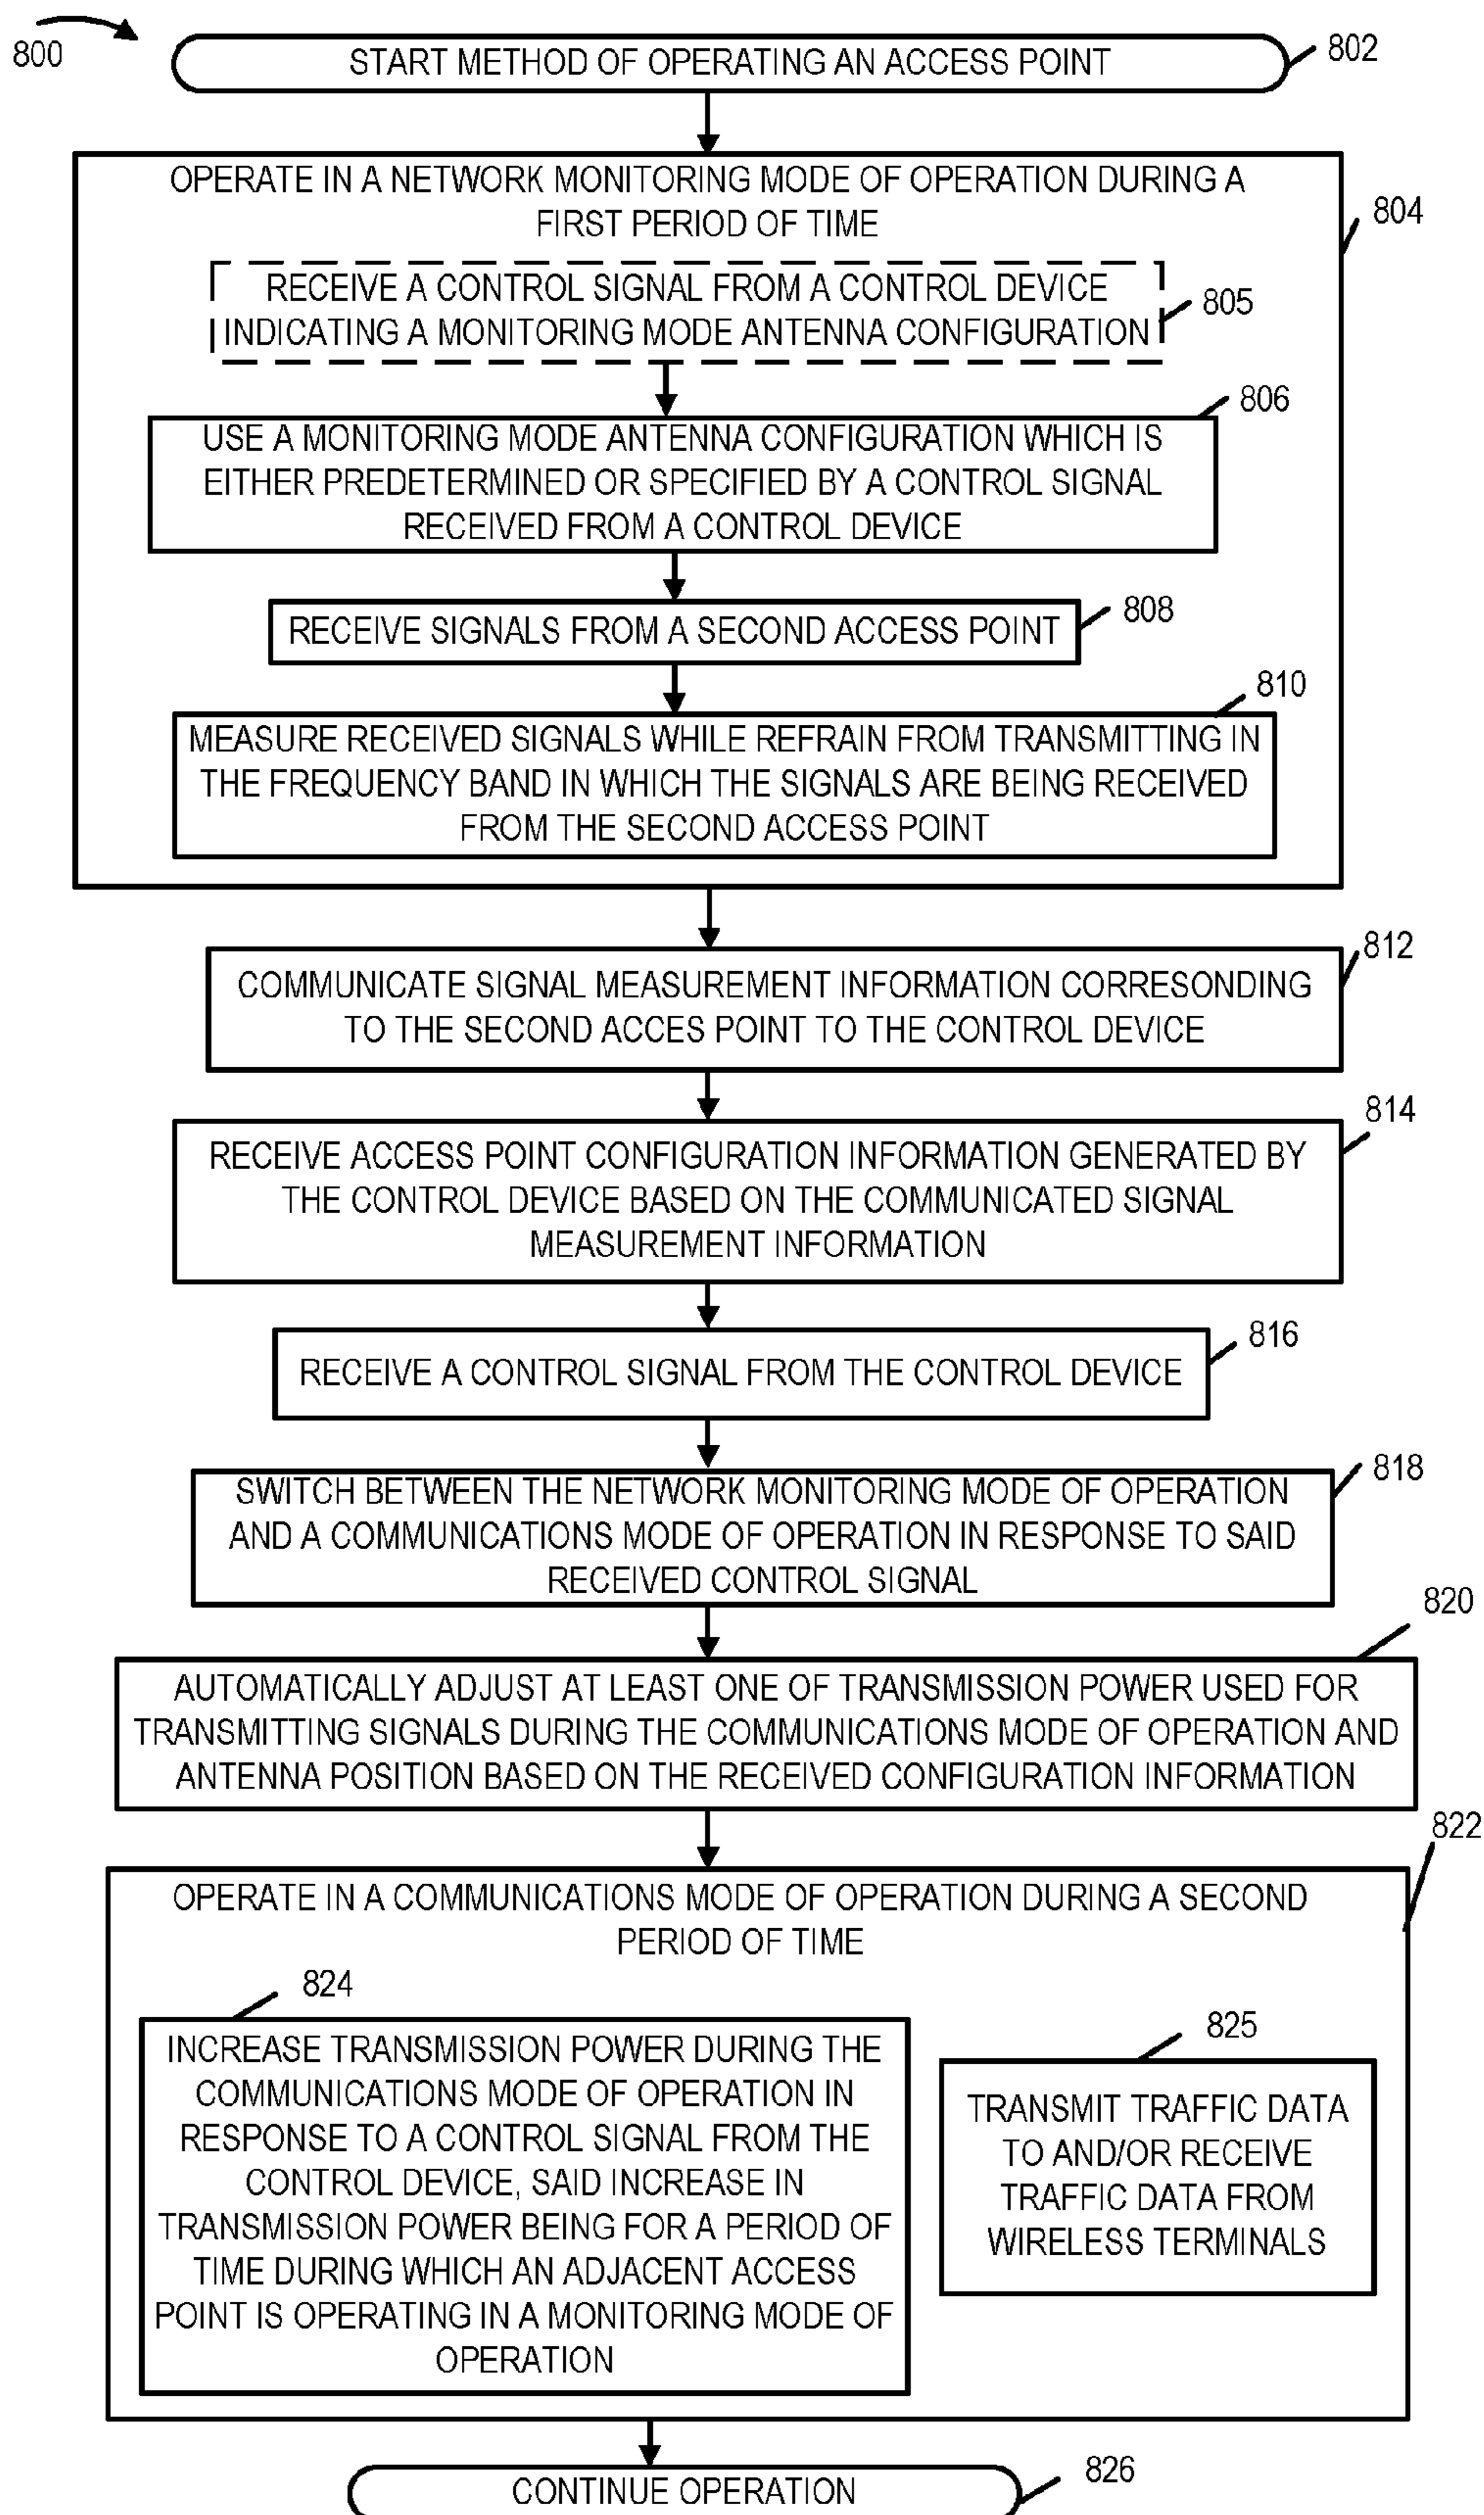 800
START METHOD OF OPERATING AN ACCESS POINT
802
OPERATE IN A NETWORK MONITORING MODE OF OPERATION DURING A
FIRST PERIOD OF TIME
804
RECEIVE A CONTROL SIGNAL FROM A CONTROL DEVICE
INDICATING A MONITORING MODE ANTENNA CONFIGURATION
805
806
USE A MONITORING MODE ANTENNA CONFIGURATION WHICH IS
EITHER PREDETERMINED OR SPECIFIED BY A CONTROL SIGNAL
RECEIVED FROM A CONTROL DEVICE
RECEIVE SIGNALS FROM A SECOND ACCESS POINT
808
810
MEASURE RECEIVED SIGNALS WHILE REFRAIN FROM TRANSMITTING IN
THE FREQUENCY BAND IN WHICH THE SIGNALS ARE BEING RECEIVED
FROM THE SECOND ACCESS POINT
812
COMMUNICATE SIGNAL MEASUREMENT INFORMATION CORRESONDING
TO THE SECOND ACCES POINT TO THE CONTROL DEVICE
814
RECEIVE ACCESS POINT CONFIGURATION INFORMATION GENERATED BY
THE CONTROL DEVICE BASED ON THE COMMUNICATED SIGNAL
MEASUREMENT INFORMATION
816
RECEIVE A CONTROL SIGNAL FROM THE CONTROL DEVICE
818
SWITCH BETWEEN THE NETWORK MONITORING MODE OF OPERATION
AND A COMMUNICATIONS MODE OF OPERATION IN RESPONSE TO SAID
RECEIVED CONTROL SIGNAL
820
AUTOMATICALLY ADJUST AT LEAST ONE OF TRANSMISSION POWER USED FOR
TRANSMITTING SIGNALS DURING THE COMMUNICATIONS MODE OF OPERATION AND
ANTENNA POSITION BASED ON THE RECEIVED CONFIGURATION INFORMATION
822
OPERATE IN A COMMUNICATIONS MODE OF OPERATION DURING A SECOND
PERIOD OF TIME
824
INCREASE TRANSMISSION POWER DURING THE
COMMUNICATIONS MODE OF OPERATION IN
RESPONSE TO A CONTROL SIGNAL FROM THE
CONTROL DEVICE, SAID INCREASE IN
TRANSMISSION POWER BEING FOR A PERIOD OF
TIME DURING WHICH AN ADJACENT ACCESS
POINT IS OPERATING IN A MONITORING MODE OF
OPERATION
825
TRANSMIT TRAFFIC DATA
TO AND/OR RECEIVE
TRAFFIC DATA FROM
WIRELESS TERMINALS
CONTINUE OPERATION
826